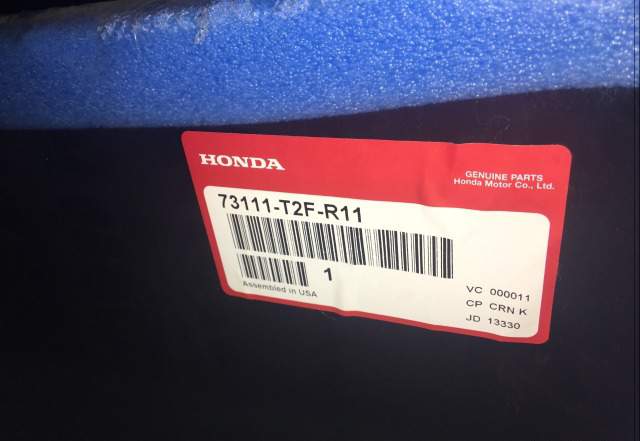 HONDA
GENUINE PARTS
Honda Motor Co., Ltd.
73111-T2F-R11
1
Assembled in USA
VC 000011
CP CRN K
JD 13330